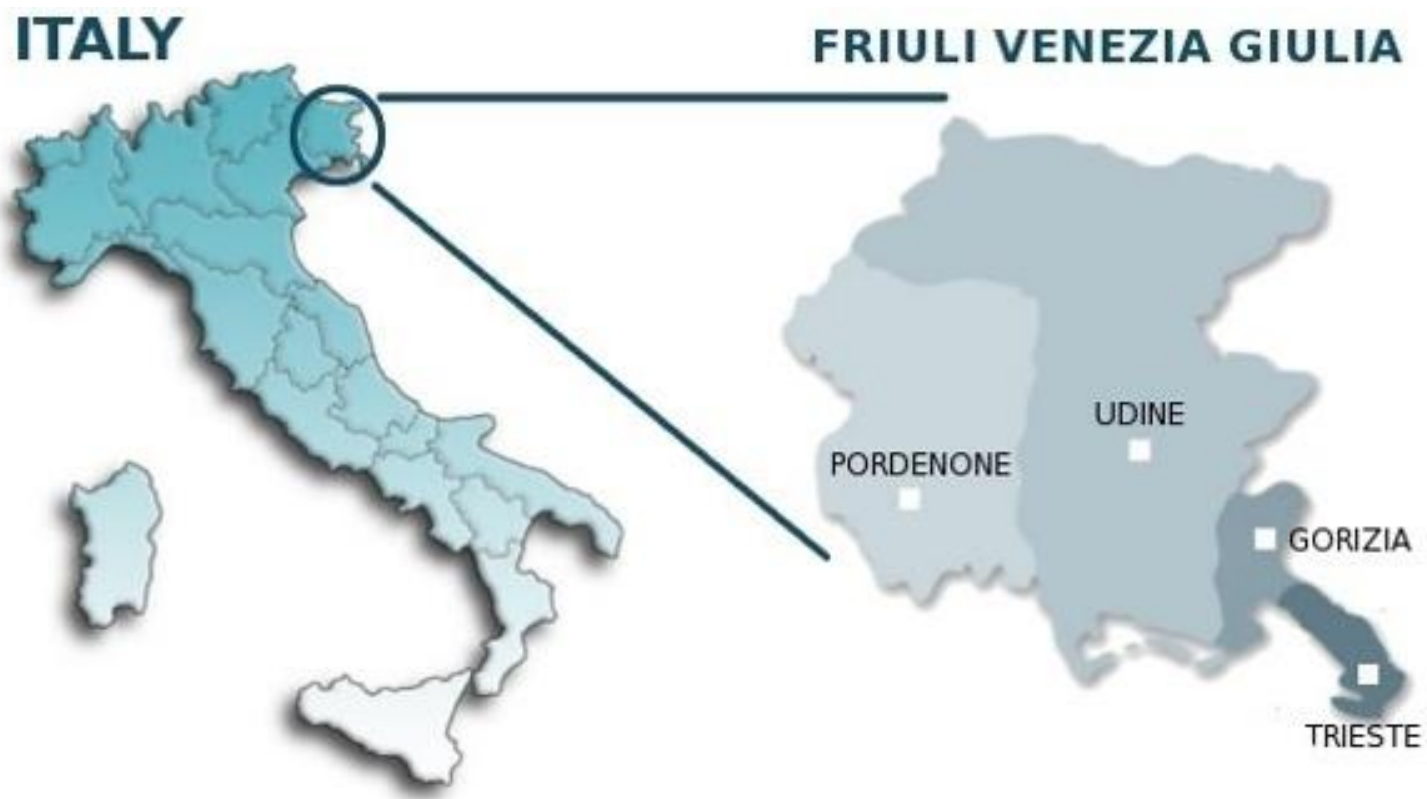 ITALY
FRIULI VENEZIA GIULIA
UDINE
PORDENONE
GORIZIA
TRIESTE